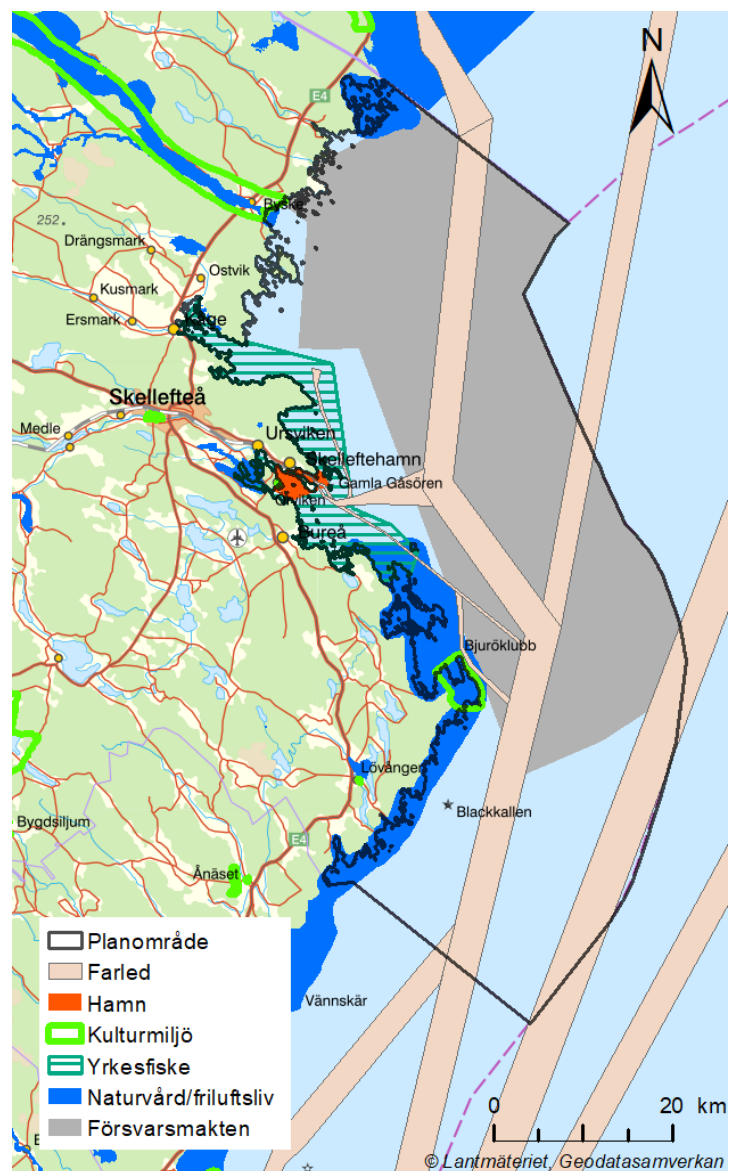 N
E4
Byske
252.
Drängsmark
Ostvik
Kusmark
Ersmark
Kåge
Skellefteå
Medle
Ursviken
Skelleftehamn
Gamla Gåsören
Örviken
Bureå
Bjuröklubb
Lövånger
Blackkallen
Bygdsiljum
E4
Ånäset
Vännskär
Planområde
Farled
Hamn
Kulturmiljö
Yrkesfiske
Naturvård/friluftsliv
Försvarsmakten
0 20 km
© Lantmäteriet, Geodatasamverkan